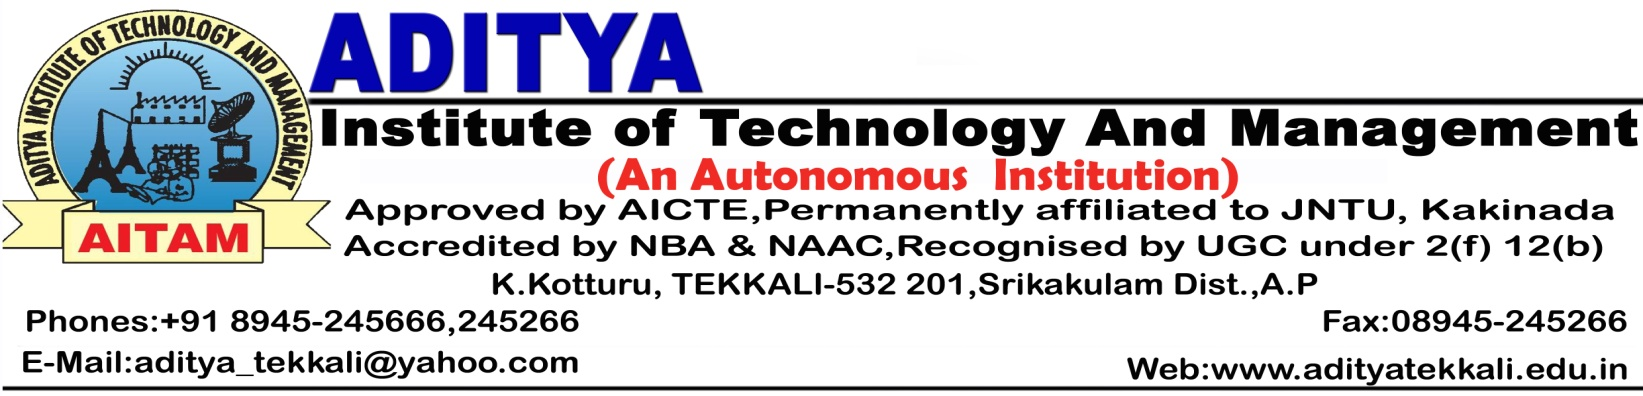 ADITYA INSTITUTE OF TECHNOLOGY AND MANAGEMENT
AITAM
ADITYA
Institute of Technology And Management
(An Autonomous Institution)
Approved by AICTE,Permanently affiliated to JNTU, Kakinada
Accredited by NBA & NAAC,Recognised by UGC under 2(f) 12(b)
K.Kotturu, TEKKALI-532 201,Srikakulam Dist.,A.P
Phones:+91 8945-245666,245266
Fax:08945-245266
E-Mail:aditya_tekkali@yahoo.com
Web:www.adityatekkali.edu.in